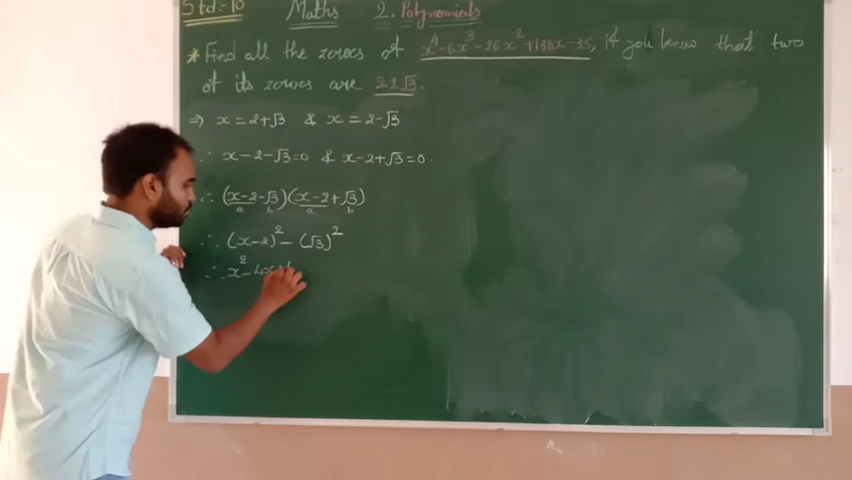 Std:- 10 Maths 2. Polynomials
* Find all the zeroes of x⁴-6x³-26x²+138x-35, if you know that two
of its zeroes are 2±√3.
⇒ x=2+√3 & x=2-√3
∴ x-2-√3=0 & x-2+√3=0.
∴ (x-2-√3)(x-2+√3)
a b a b
∴ (x-2)²-(√3)²
∴ x²-4x+